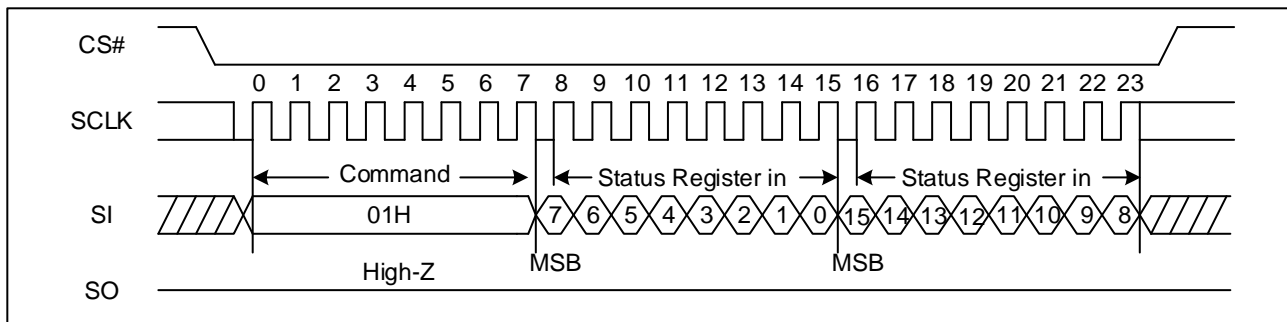 CS#
0 1 2 3 4 5 6 7 8 9 10 11 12 13 14 15 16 17 18 19 20 21 22 23
SCLK
Command Status Register in Status Register in
SI 01H 7 6 5 4 3 2 1 0 15 14 13 12 11 10 9 8
High-Z MSB MSB
SO